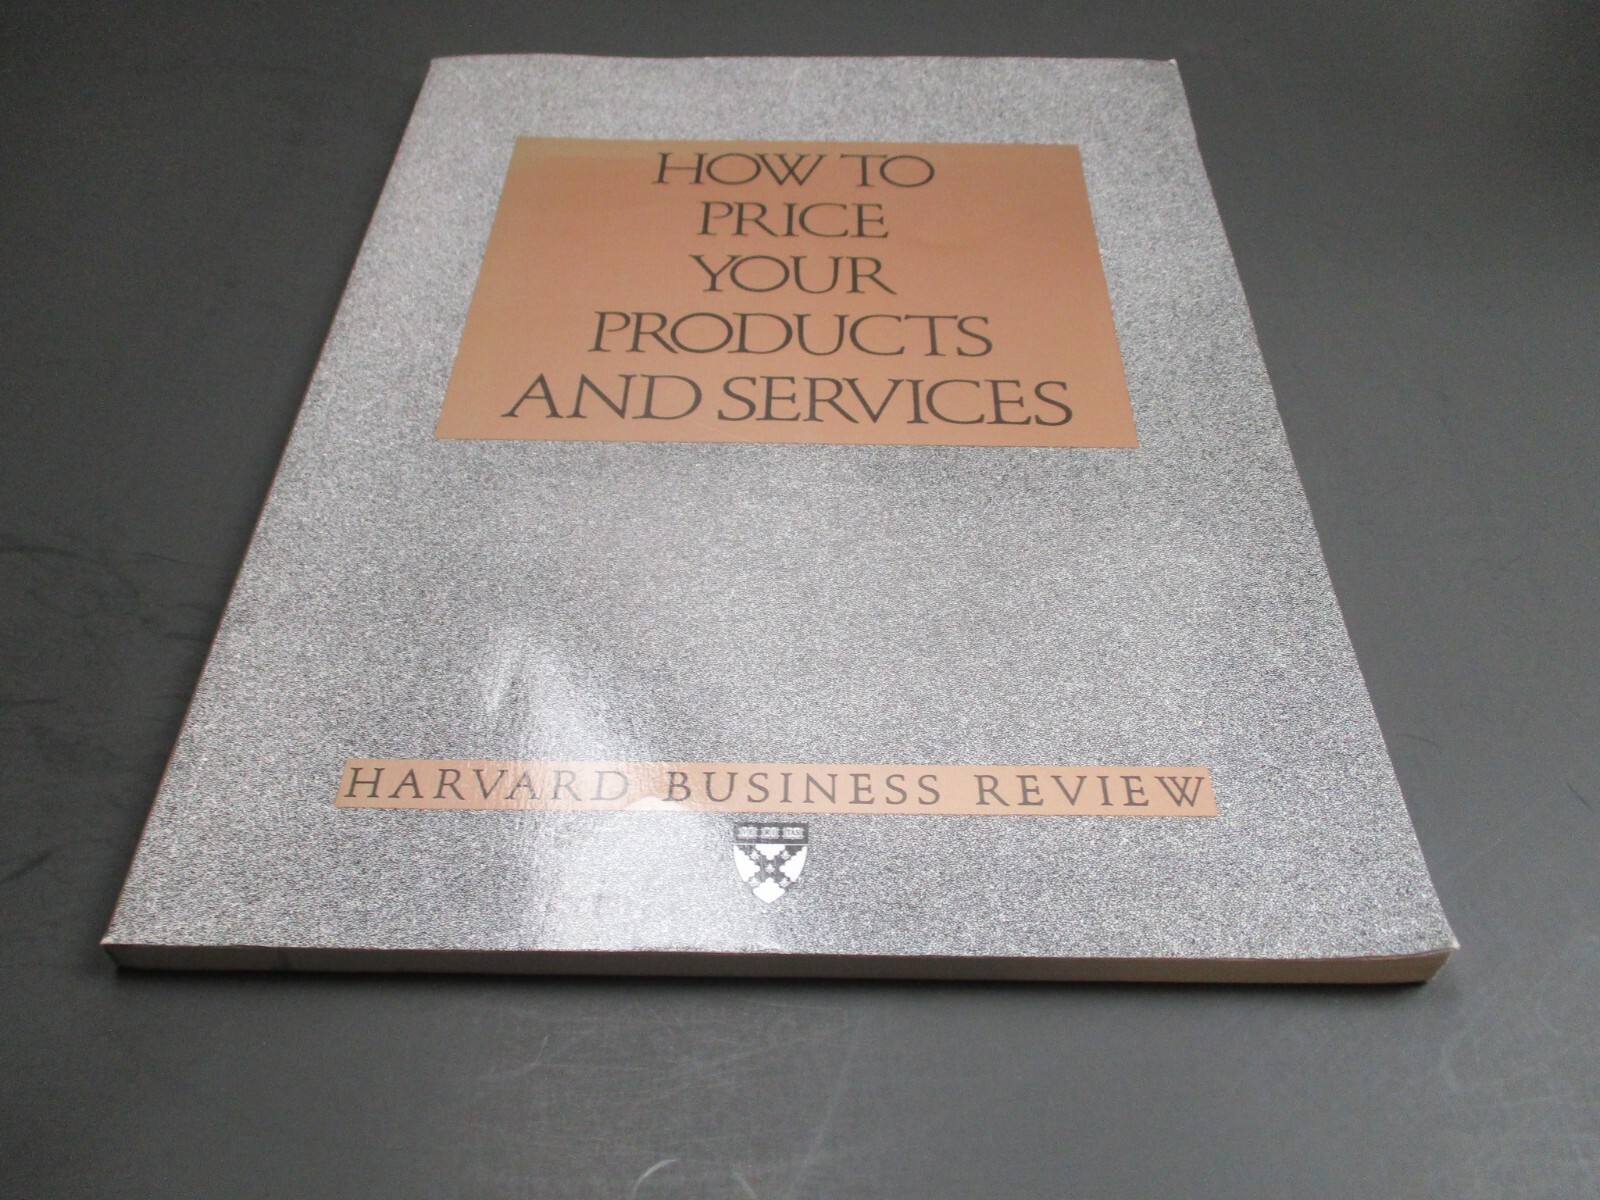 HOW TO
PRICE
YOUR
PRODUCTS
AND SERVICES
HARVARD BUSINESS REVIEW